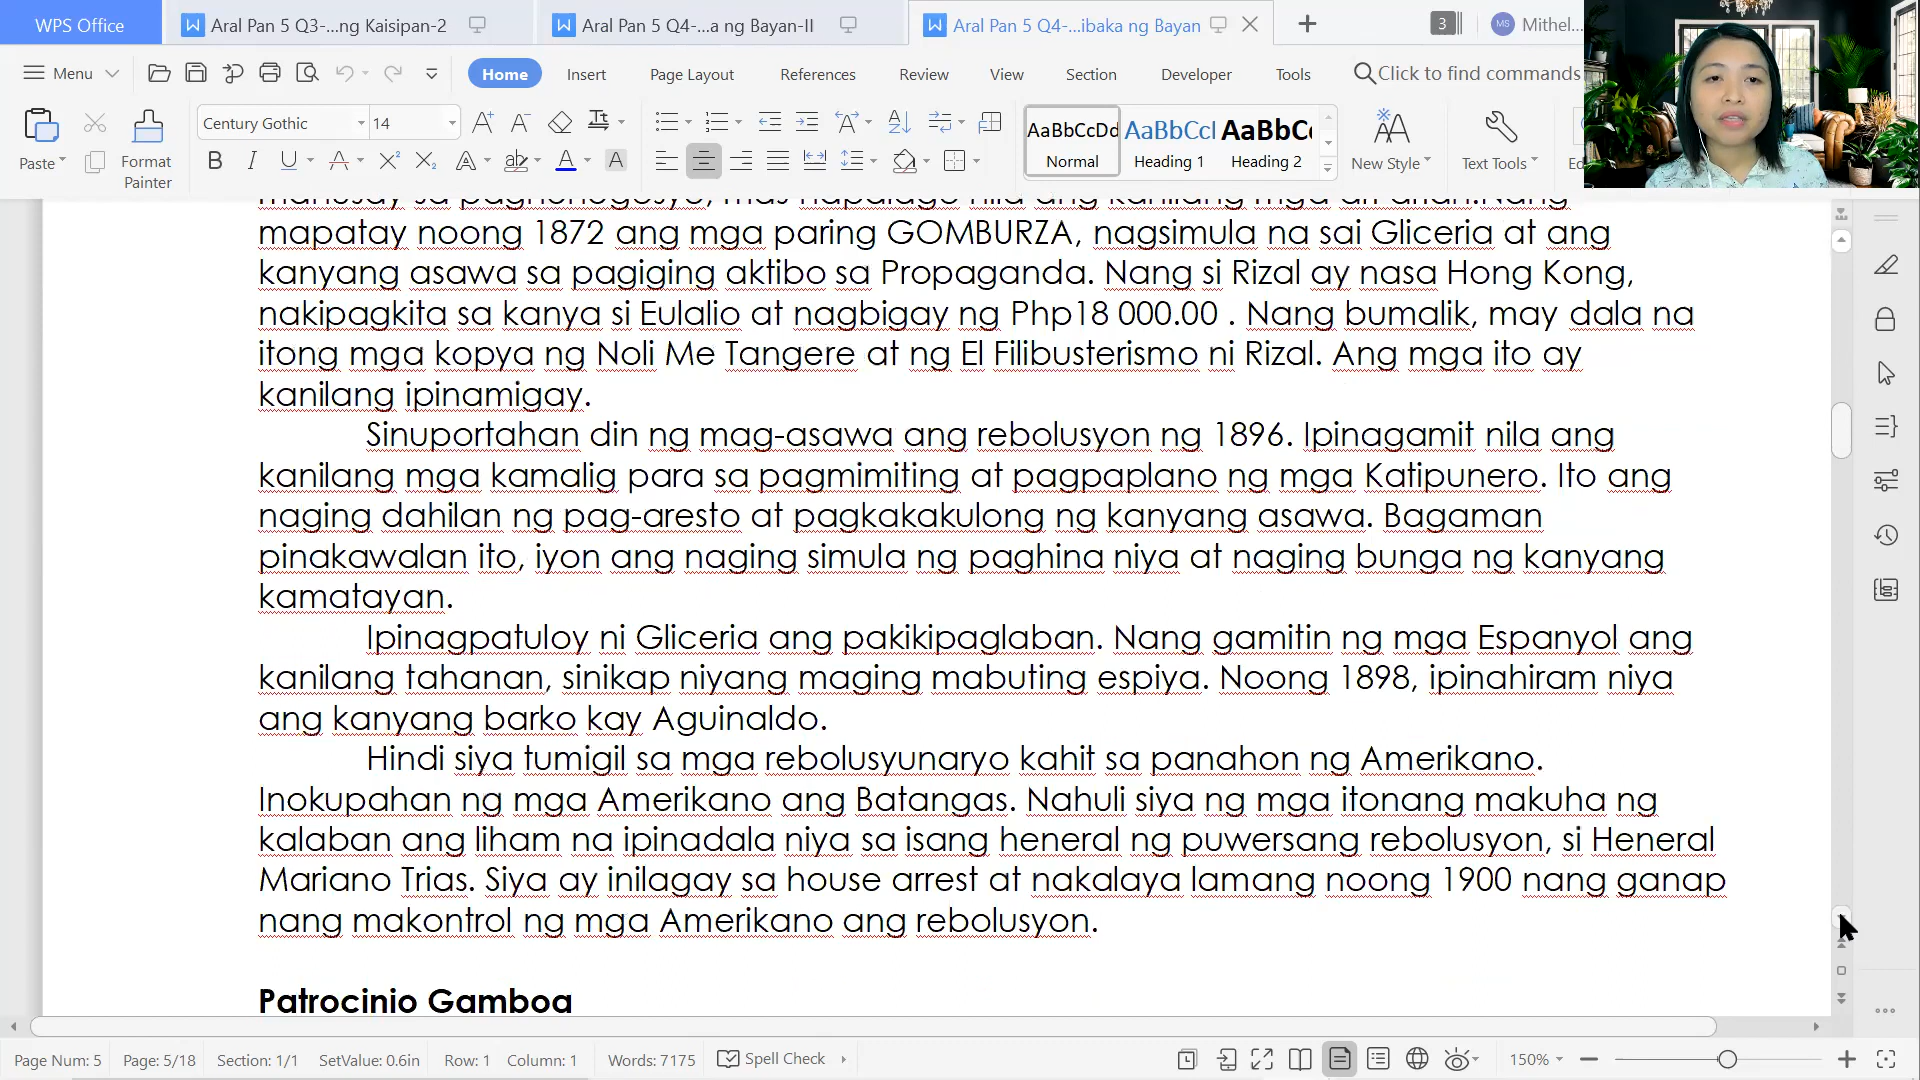 WPS Office
Aral Pan 5 Q3-...ng Kaisipan-2
Aral Pan 5 Q4-...a ng Bayan-II
Aral Pan 5 Q4-...ibaka ng Bayan
3
MS Mithel...
Menu
Home
Insert
Page Layout
References
Review
View
Section
Developer
Tools
Click to find commands
Paste
Format
Painter
Century Gothic
14
AaBbCcDd
Normal
AaBbCcl
Heading 1
AaBbC
Heading 2
New Style
Text Tools
mapatay noong 1872 ang mga paring GOMBURZA, nagsimula na sai Gliceria at ang
kanyang asawa sa pagiging aktibo sa Propaganda. Nang si Rizal ay nasa Hong Kong,
nakipagkita sa kanya si Eulalio at nagbigay ng Php18 000.00 . Nang bumalik, may dala na
itong mga kopya ng Noli Me Tangere at ng El Filibusterismo ni Rizal. Ang mga ito ay
kanilang ipinamigay.
Sinuportahan din ng mag-asawa ang rebolusyon ng 1896. Ipinagamit nila ang
kanilang mga kamalig para sa pagmimiting at pagpaplano ng mga Katipunero. Ito ang
naging dahilan ng pag-aresto at pagkakakulong ng kanyang asawa. Bagaman
pinakawalan ito, iyon ang naging simula ng paghina niya at naging bunga ng kanyang
kamatayan.
Ipinagpatuloy ni Gliceria ang pakikipaglaban. Nang gamitin ng mga Espanyol ang
kanilang tahanan, sinikap niyang maging mabuting espiya. Noong 1898, ipinahiram niya
ang kanyang barko kay Aguinaldo.
Hindi siya tumigil sa mga rebolusyunaryo kahit sa panahon ng Amerikano.
Inokupahan ng mga Amerikano ang Batangas. Nahuli siya ng mga itonang makuha ng
kalaban ang liham na ipinadala niya sa isang heneral ng puwersang rebolusyon, si Heneral
Mariano Trias. Siya ay inilagay sa house arrest at nakalaya lamang noong 1900 nang ganap
nang makontrol ng mga Amerikano ang rebolusyon.
Patrocinio Gamboa
Page Num: 5
Page: 5/18
Section: 1/1
SetValue: 0.6in
Row: 1
Column: 1
Words: 7175
Spell Check
150%